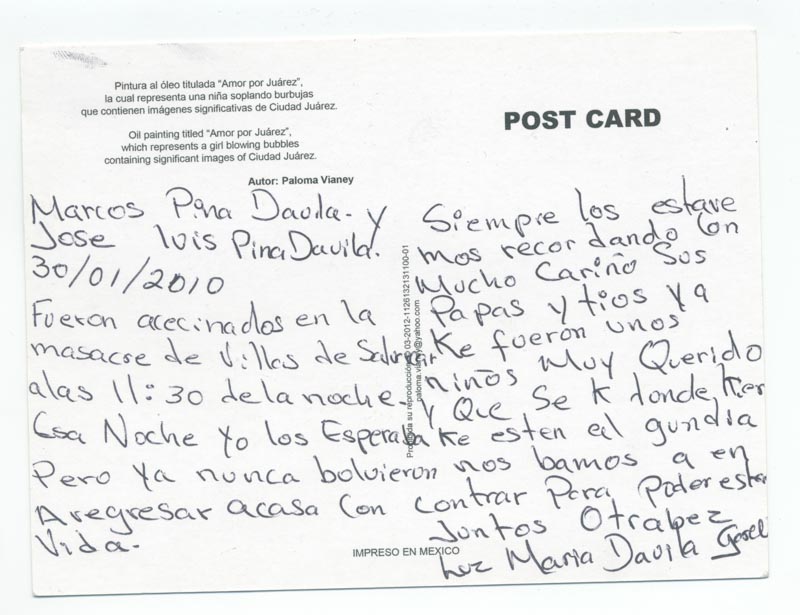 Pintura al óleo titulada "Amor por Juárez",
la cual representa una niña soplando burbujas
que contienen imágenes significativas de Ciudad Juárez.
Oil painting titled "Amor por Juárez",
which represents a girl blowing bubbles
containing significant images of Ciudad Juárez.
Autor: Paloma Vianey
POST CARD
Marcos Pina Davila y
Jose luis Pina Davila.
30/01/2010
Fueron acecinados en la
masacre de Villas de Salvarcar
alas 11:30 de la noche.
Esa Noche yo los Esperaba
Pero ya nunca bolvieron
A regresar acasa Con
Vida.
Prohibida su reproducción 03-2012-112613213100-01
paloma.vianey@yahoo.com
Siempre los estare
mos recordando Con
Mucho Cariño Sus
Papas y tios ya
Ke fueron unos
niños Muy Querido
y Que Se k donde kier
Ke esten al gundia
nos bamos a en
contrar Para Poder estar
Juntos Otrabez
Luz Maria Davila
IMPRESO EN MEXICO